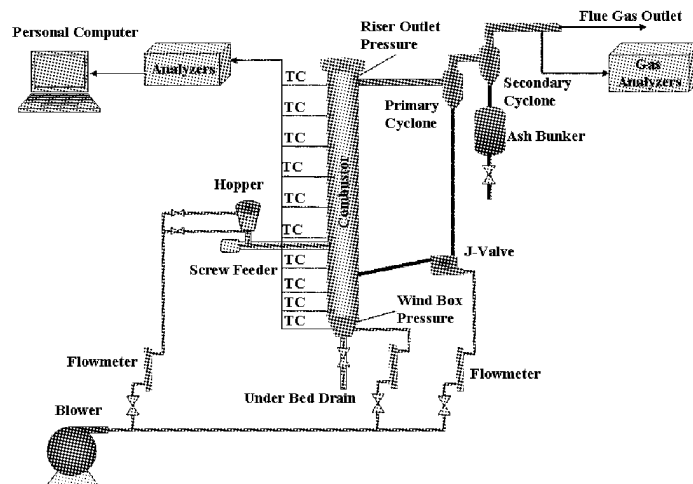 Personal Computer
Analyzers
Riser Outlet
Pressure
Flue Gas Outlet
Gas
Analyzers
Secondary
Cyclone
Primary
Cyclone
Ash Bunker
TC
TC
TC
TC
TC
TC
TC
TC
TC
TC
Combustor
Hopper
Screw Feeder
J-Valve
Wind Box
Pressure
Flowmeter
Flowmeter
Under Bed Drain
Blower